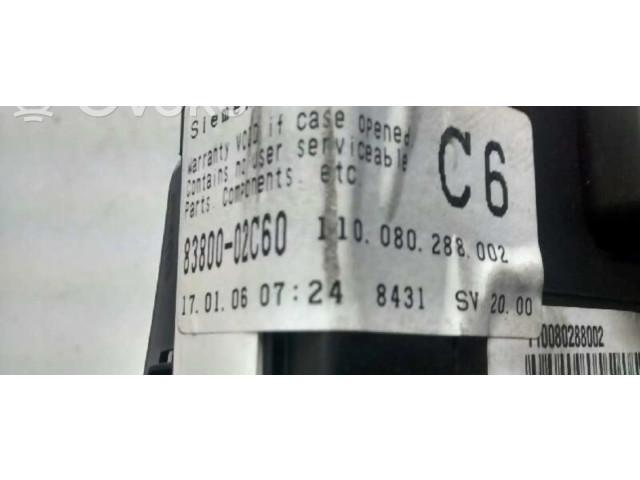 Siemens
Warranty VOID if case opened
Contains no user serviceable
Parts. Components. etc
C6
83800-02C60
110.080.288.002
17.01.06 07:24 8431 SV 20.00
110080288002